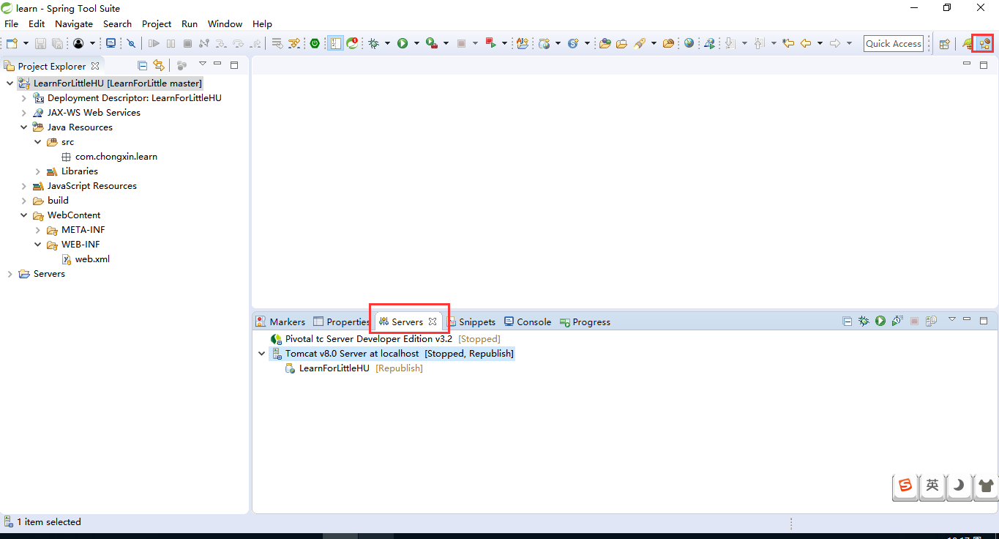 learn - Spring Tool Suite
File Edit Navigate Search Project Run Window Help
Quick Access
Project Explorer
LearnForLittleHU [LearnForLittle master]
Deployment Descriptor: LearnForLittleHU
JAX-WS Web Services
Java Resources
src
com.chongxin.learn
Libraries
JavaScript Resources
build
WebContent
META-INF
WEB-INF
web.xml
Servers
Markers Properties Servers Snippets Console Progress
Pivotal tc Server Developer Edition v3.2 [Stopped]
Tomcat v8.0 Server at localhost [Stopped, Republish]
LearnForLittleHU [Republish]
英
1 item selected